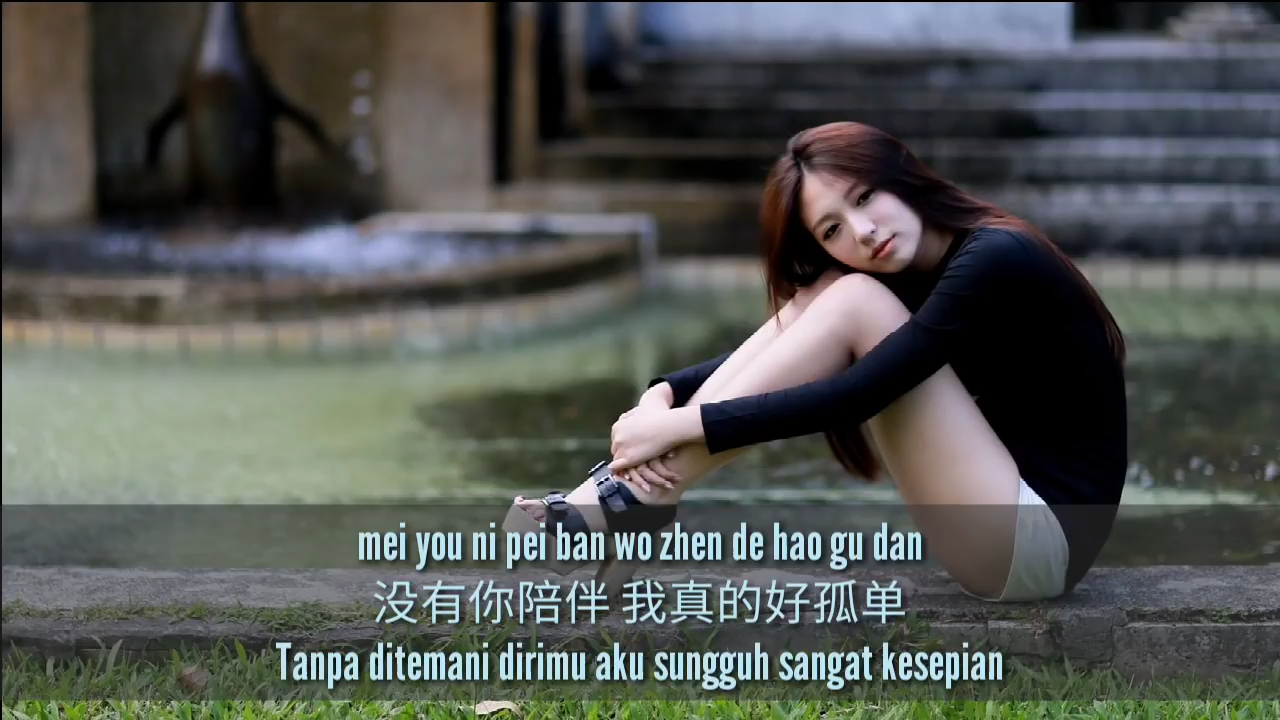 mei you ni pei ban wo zhen de hao gu dan
没有你陪伴 我真的好孤单
Tanpa ditemani dirimu aku sungguh sangat kesepian